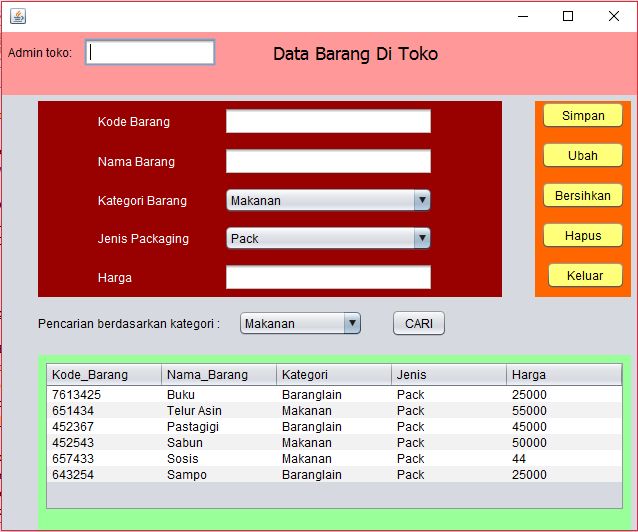 Admin toko: Data Barang Di Toko
Kode Barang Simpan
Nama Barang Ubah
Kategori Barang Makanan Bersihkan
Jenis Packaging Pack Hapus
Harga Keluar
Pencarian berdasarkan kategori : Makanan CARI
Kode_Barang Nama_Barang Kategori Jenis Harga
7613425 Buku Baranglain Pack 25000
651434 Telur Asin Makanan Pack 55000
452367 Pastagigi Baranglain Pack 45000
452543 Sabun Makanan Pack 50000
657433 Sosis Makanan Pack 44
643254 Sampo Baranglain Pack 25000